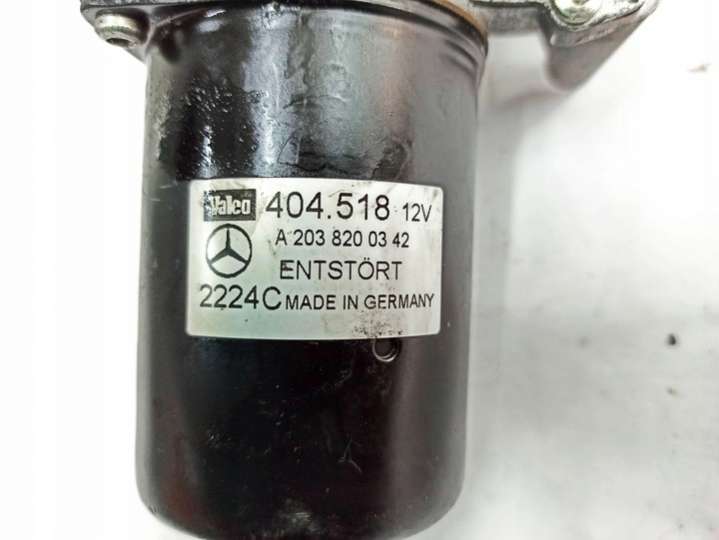 Valeo 404.518 12V
A 203 820 03 42
ENTSTÖRT
2224C MADE IN GERMANY